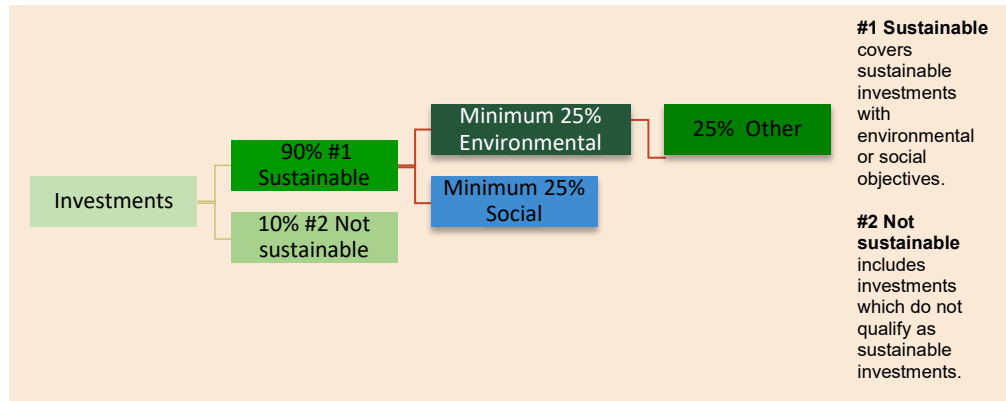 Investments
90% #1
Sustainable
10% #2 Not
sustainable
Minimum 25%
Environmental
Minimum 25%
Social
25%  Other
#1 Sustainable
covers
sustainable
investments
with
environmental
or social
objectives.
#2 Not
sustainable
includes
investments
which do not
qualify as
sustainable
investments.